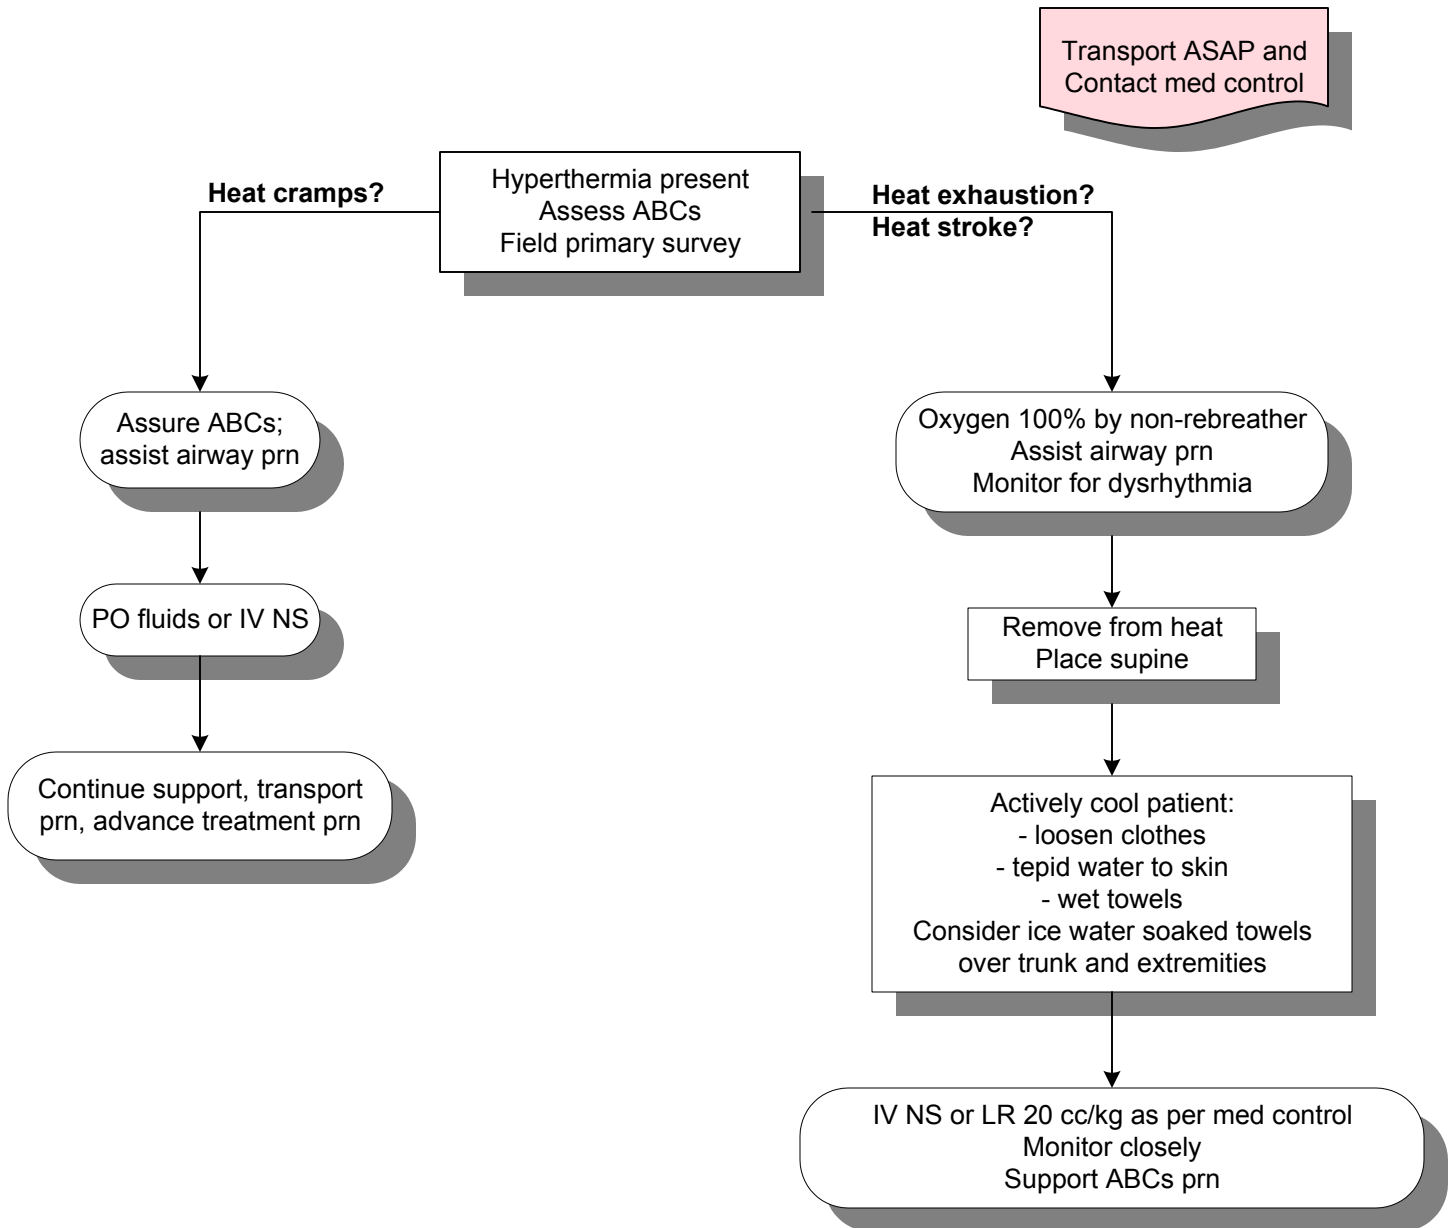 Transport ASAP and
Contact med control
Hyperthermia present
Assess ABCs
Field primary survey
Heat cramps?
Heat exhaustion?
Heat stroke?
Assure ABCs;
assist airway prn
PO fluids or IV NS
Continue support, transport
prn, advance treatment prn
Oxygen 100% by non-rebreather
Assist airway prn
Monitor for dysrhythmia
Remove from heat
Place supine
Actively cool patient:
- loosen clothes
- tepid water to skin
- wet towels
Consider ice water soaked towels
over trunk and extremities
IV NS or LR 20 cc/kg as per med control
Monitor closely
Support ABCs prn